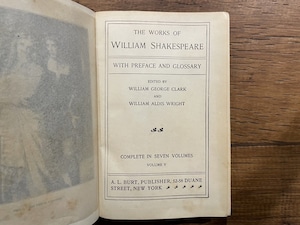 THE WORKS OF
WILLIAM SHAKESPEARE
WITH PREFACE AND GLOSSARY
EDITED BY
WILLIAM GEORGE CLARK
AND
WILLIAM ALDIS WRIGHT
COMPLETE IN SEVEN VOLUMES
VOLUME
A. L. BURT, PUBLISHER, 52-58 DUANE
STREET, NEW YORK